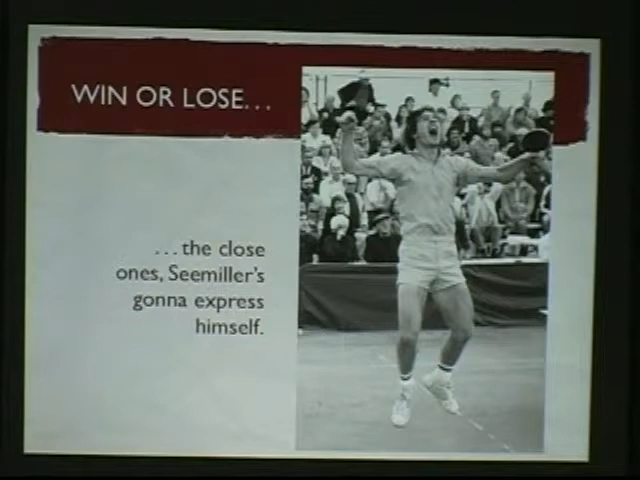 WIN OR LOSE...
...the close
ones, Seemiller's
gonna express
himself.